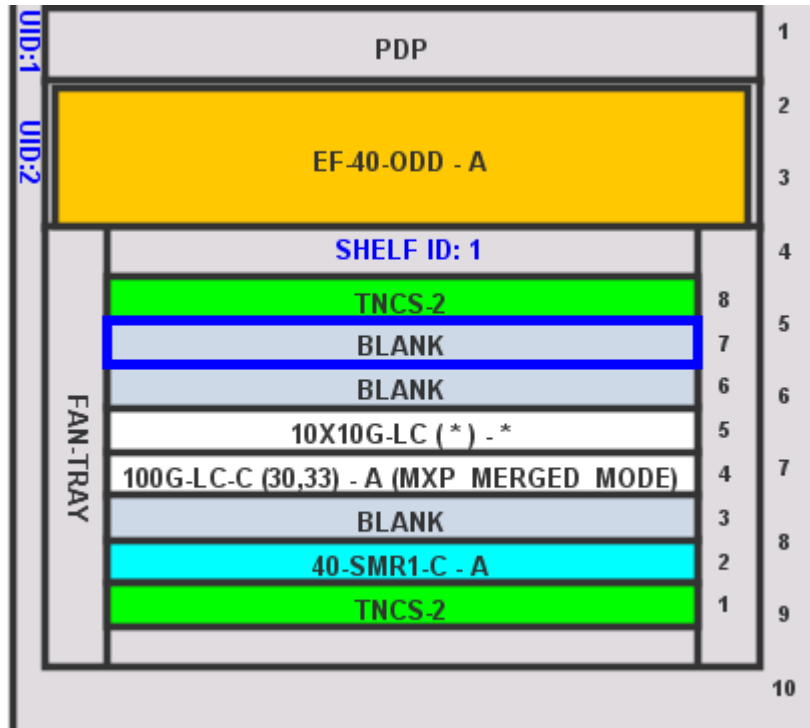 UID:1
PDP
1
UID:2
EF-40-ODD - A
2
3
SHELF ID: 1
4
FAN-TRAY
TNCS-2
8
5
BLANK
7
BLANK
6
6
10X10G-LC ( * ) - *
5
100G-LC-C (30,33) - A (MXP_MERGED_MODE)
4
7
BLANK
3
8
40-SMR1-C - A
2
TNCS-2
1
9
10